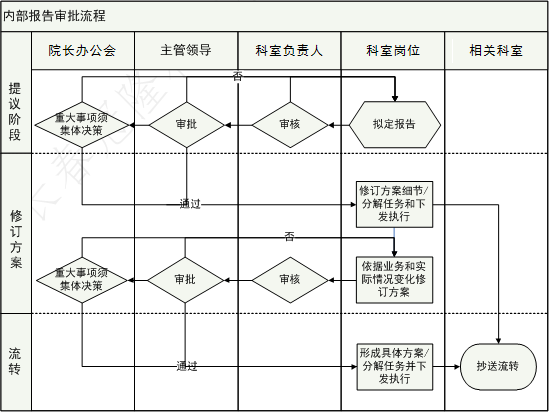 内部报告审批流程
院长办公会 主管领导 科室负责人 科室岗位 相关科室
提议阶段
否
重大事项须
集体决策
审批
审核
拟定报告
修订方案
通过
修订方案细节/
分解任务和下
发执行
否
重大事项须
集体决策
审批
审核
依据业务和实
际情况变化修
订方案
流转
通过
形成具体方案/
分解任务并下
发执行
抄送流转